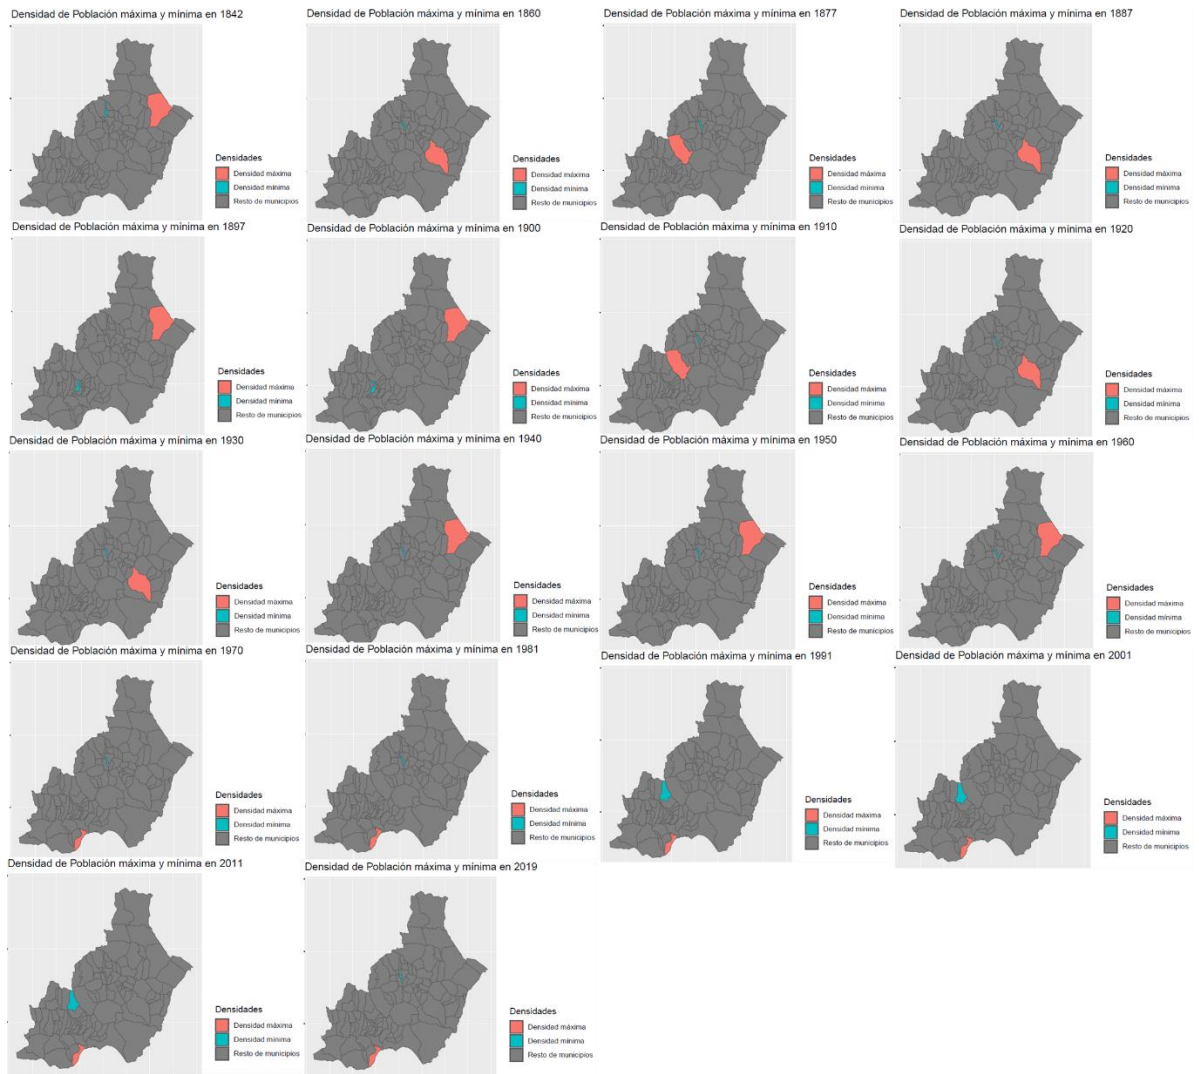 Densidad de Población máxima y mínima en 1842
Densidades
Densidad máxima
Densidad mínima
Resto de municipios
Densidad de Población máxima y mínima en 1860
Densidades
Densidad máxima
Densidad mínima
Resto de municipios
Densidad de Población máxima y mínima en 1877
Densidades
Densidad máxima
Densidad mínima
Resto de municipios
Densidad de Población máxima y mínima en 1887
Densidades
Densidad máxima
Densidad mínima
Resto de municipios
Densidad de Población máxima y mínima en 1897
Densidades
Densidad máxima
Densidad mínima
Resto de municipios
Densidad de Población máxima y mínima en 1900
Densidades
Densidad máxima
Densidad mínima
Resto de municipios
Densidad de Población máxima y mínima en 1910
Densidades
Densidad máxima
Densidad mínima
Resto de municipios
Densidad de Población máxima y mínima en 1920
Densidades
Densidad máxima
Densidad mínima
Resto de municipios
Densidad de Población máxima y mínima en 1930
Densidades
Densidad máxima
Densidad mínima
Resto de municipios
Densidad de Población máxima y mínima en 1940
Densidades
Densidad máxima
Densidad mínima
Resto de municipios
Densidad de Población máxima y mínima en 1950
Densidades
Densidad máxima
Densidad mínima
Resto de municipios
Densidad de Población máxima y mínima en 1960
Densidades
Densidad máxima
Densidad mínima
Resto de municipios
Densidad de Población máxima y mínima en 1970
Densidades
Densidad máxima
Densidad mínima
Resto de municipios
Densidad de Población máxima y mínima en 1981
Densidades
Densidad máxima
Densidad mínima
Resto de municipios
Densidad de Población máxima y mínima en 1991
Densidades
Densidad máxima
Densidad mínima
Resto de municipios
Densidad de Población máxima y mínima en 2001
Densidades
Densidad máxima
Densidad mínima
Resto de municipios
Densidad de Población máxima y mínima en 2011
Densidades
Densidad máxima
Densidad mínima
Resto de municipios
Densidad de Población máxima y mínima en 2019
Densidades
Densidad máxima
Densidad mínima
Resto de municipios